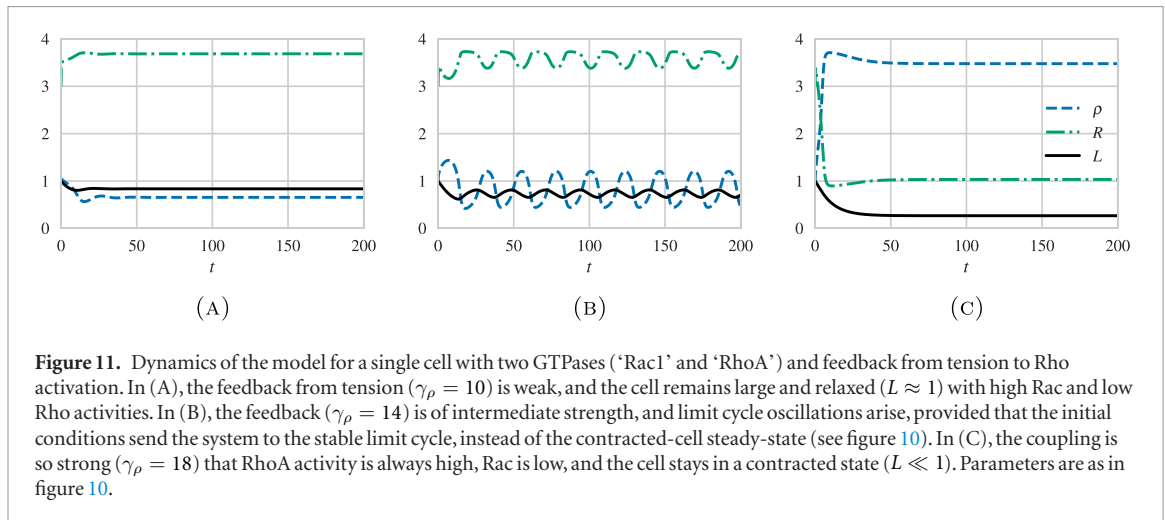 4 4 4
3 3 3
ρ
2 2 2
R
L
1 1 1
0 0 0
0 50 100 150 200 0 50 100 150 200 0 50 100 150 200
t t t
(A) (B) (C)
Figure 11. Dynamics of the model for a single cell with two GTPases (‘Rac1’ and ‘RhoA’) and feedback from tension to Rho
activation. In (A), the feedback from tension (γρ = 10) is weak, and the cell remains large and relaxed (L ≈ 1) with high Rac and low
Rho activities. In (B), the feedback (γρ = 14) is of intermediate strength, and limit cycle oscillations arise, provided that the initial
conditions send the system to the stable limit cycle, instead of the contracted-cell steady-state (see figure 10). In (C), the coupling is
so strong (γρ = 18) that RhoA activity is always high, Rac is low, and the cell stays in a contracted state (L ≪ 1). Parameters are as in
figure 10.